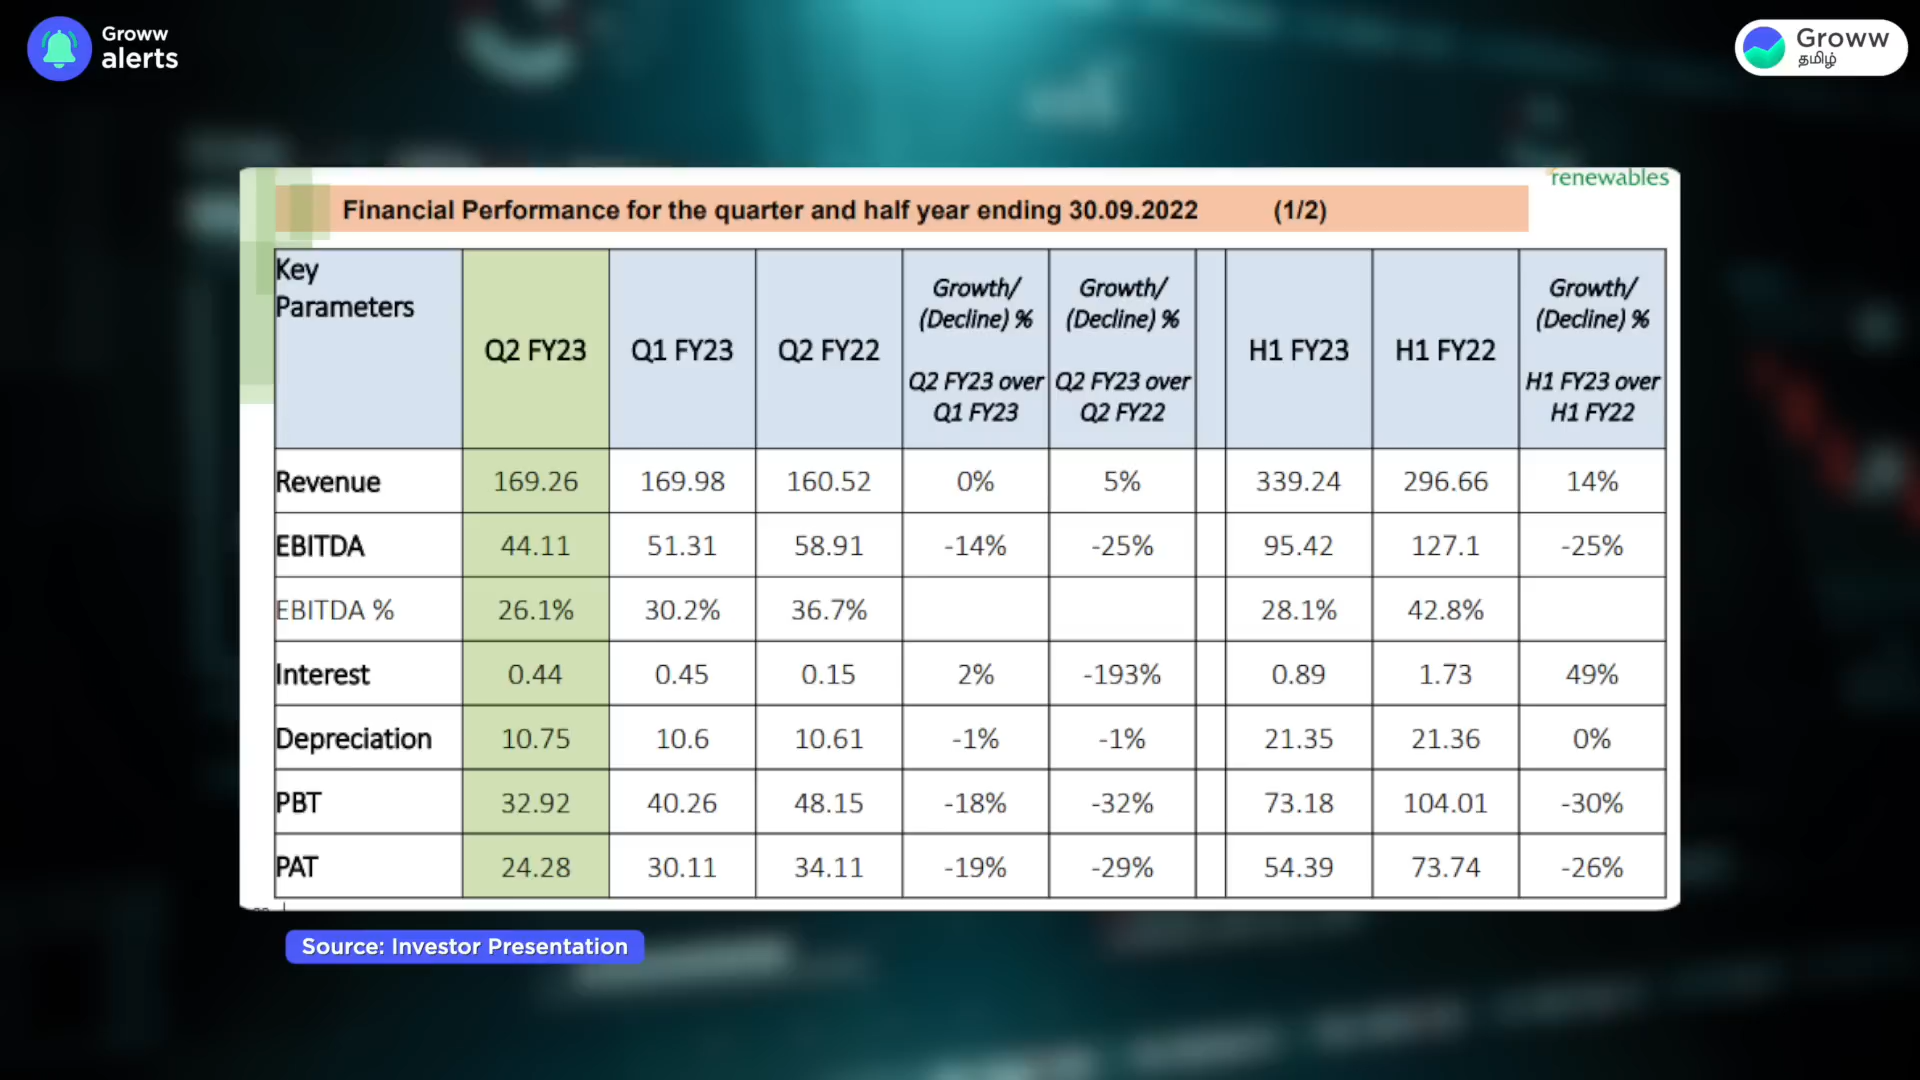 Groww
alerts
Groww
தமிழ்
renewables
Financial Performance for the quarter and half year ending 30.09.2022 (1/2)
Key Parameters Q2 FY23 Q1 FY23 Q2 FY22 Growth/ (Decline) % Q2 FY23 over Q1 FY23 Growth/ (Decline) % Q2 FY23 over Q2 FY22 H1 FY23 H1 FY22 Growth/ (Decline) % H1 FY23 over H1 FY22
Revenue 169.26 169.98 160.52 0% 5% 339.24 296.66 14%
EBITDA 44.11 51.31 58.91 -14% -25% 95.42 127.1 -25%
EBITDA % 26.1% 30.2% 36.7% 28.1% 42.8%
Interest 0.44 0.45 0.15 2% -193% 0.89 1.73 49%
Depreciation 10.75 10.6 10.61 -1% -1% 21.35 21.36 0%
PBT 32.92 40.26 48.15 -18% -32% 73.18 104.01 -30%
PAT 24.28 30.11 34.11 -19% -29% 54.39 73.74 -26%
Source: Investor Presentation